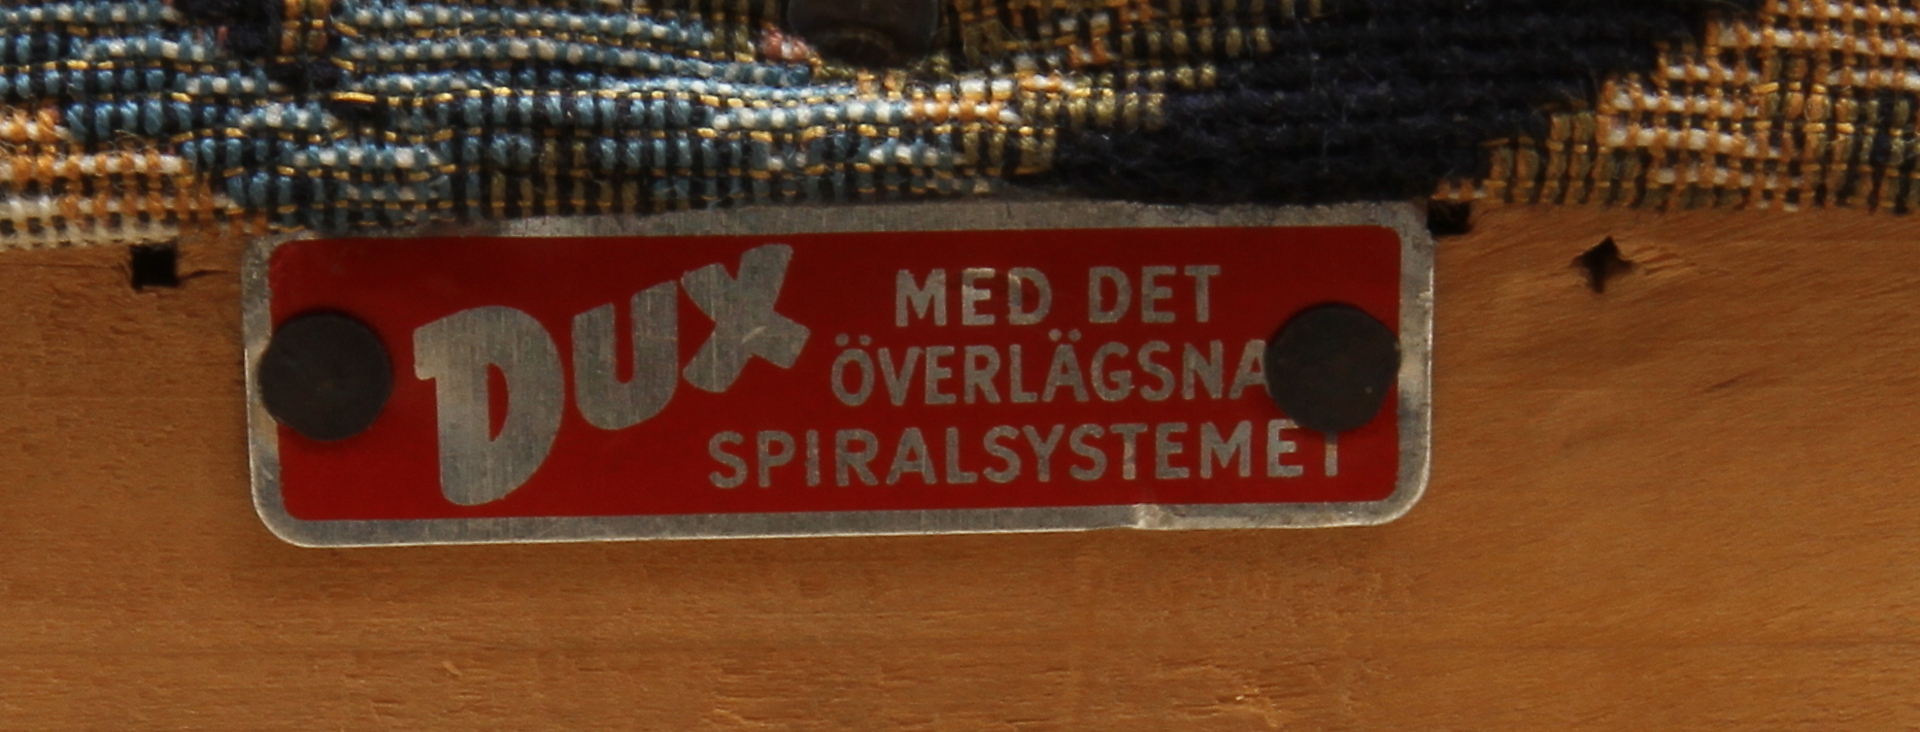 DUX
MED DET
ÖVERLÄGSNA
SPIRALSYSTEMET